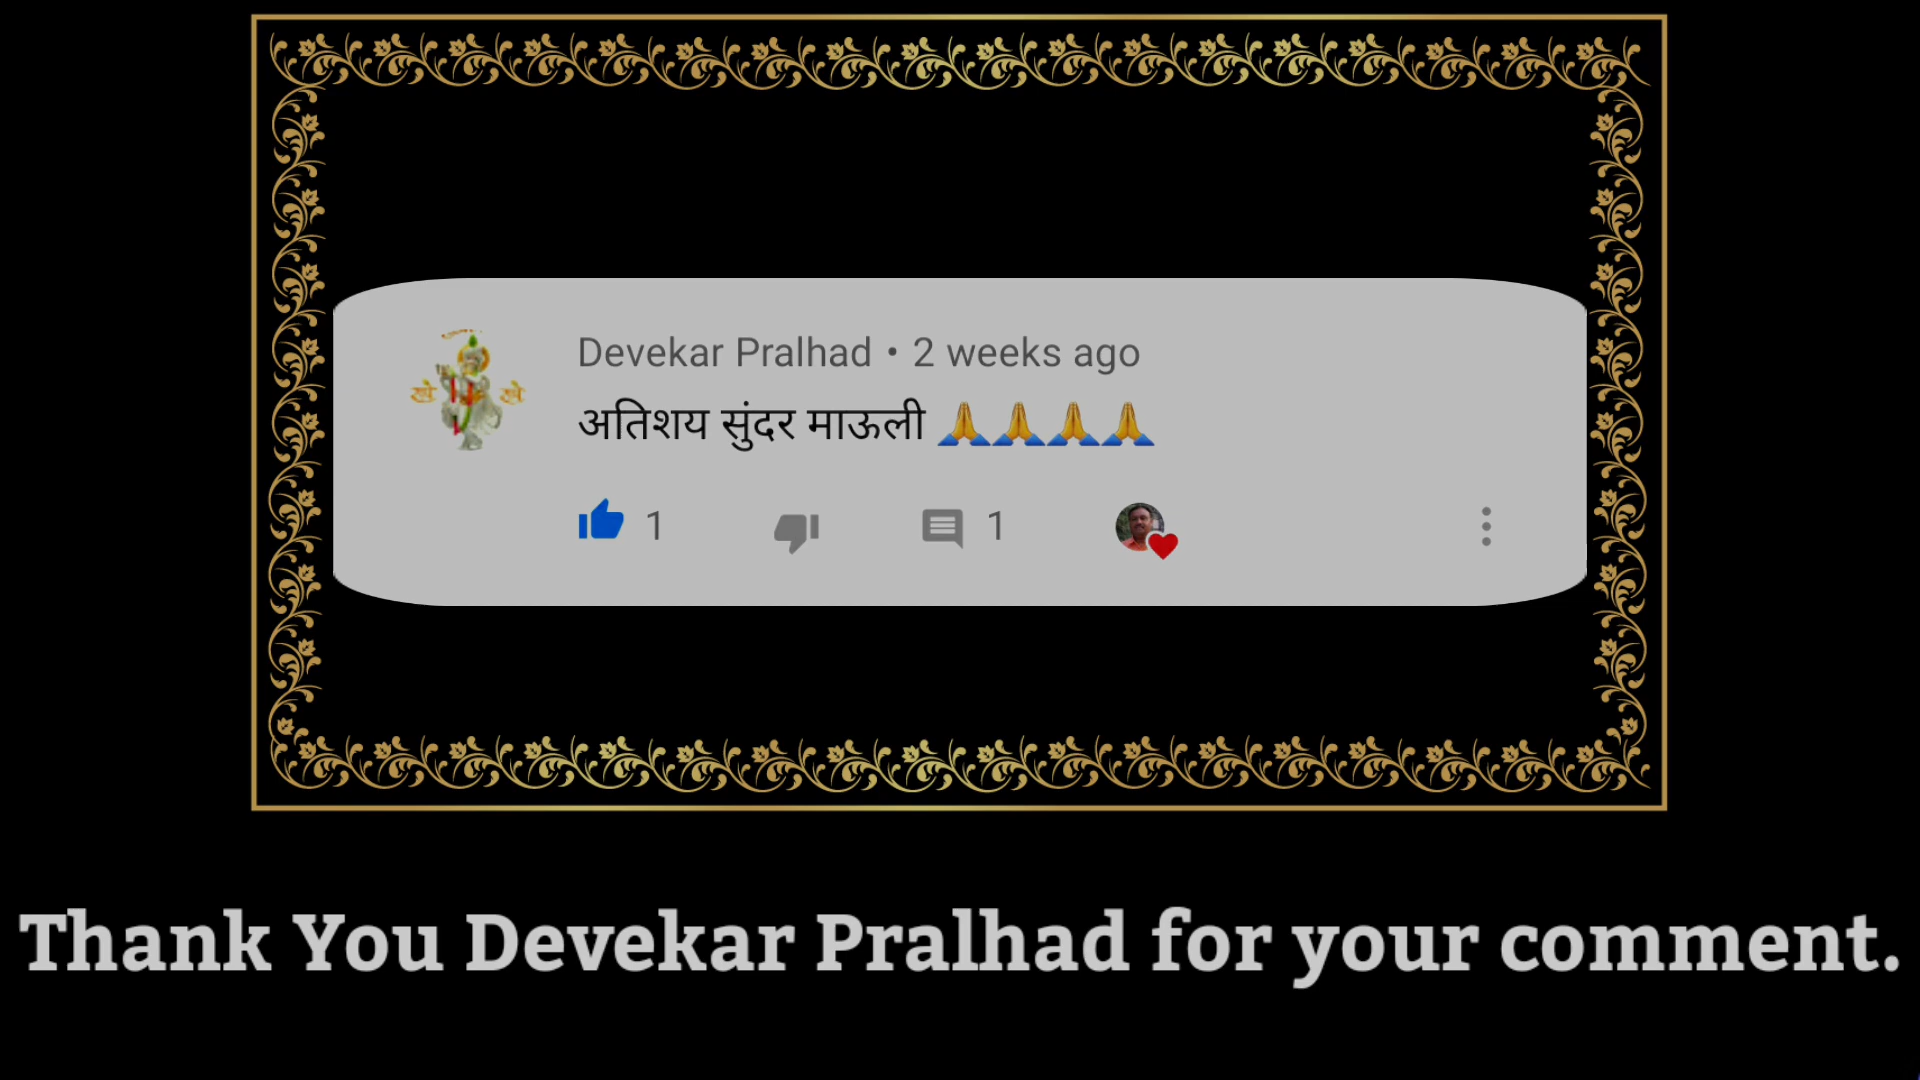 Devekar Pralhad • 2 weeks ago
अतिशय सुंदर माऊली 🙏🙏🙏🙏
1 1
Thank You Devekar Pralhad for your comment.